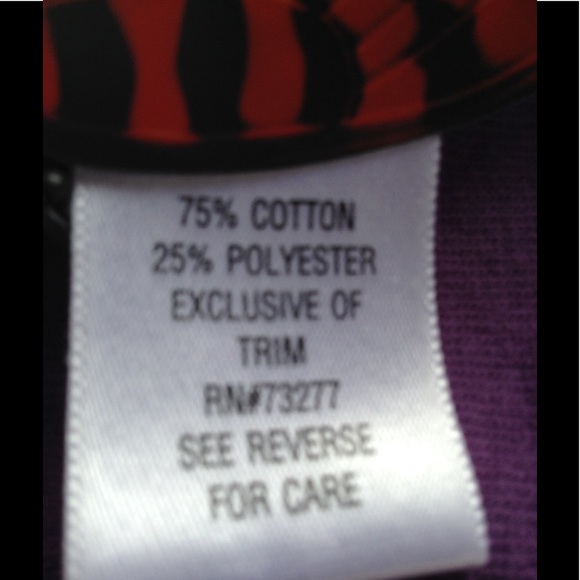 75% COTTON
25% POLYESTER
EXCLUSIVE OF
TRIM
RN#73277
SEE REVERSE
FOR CARE